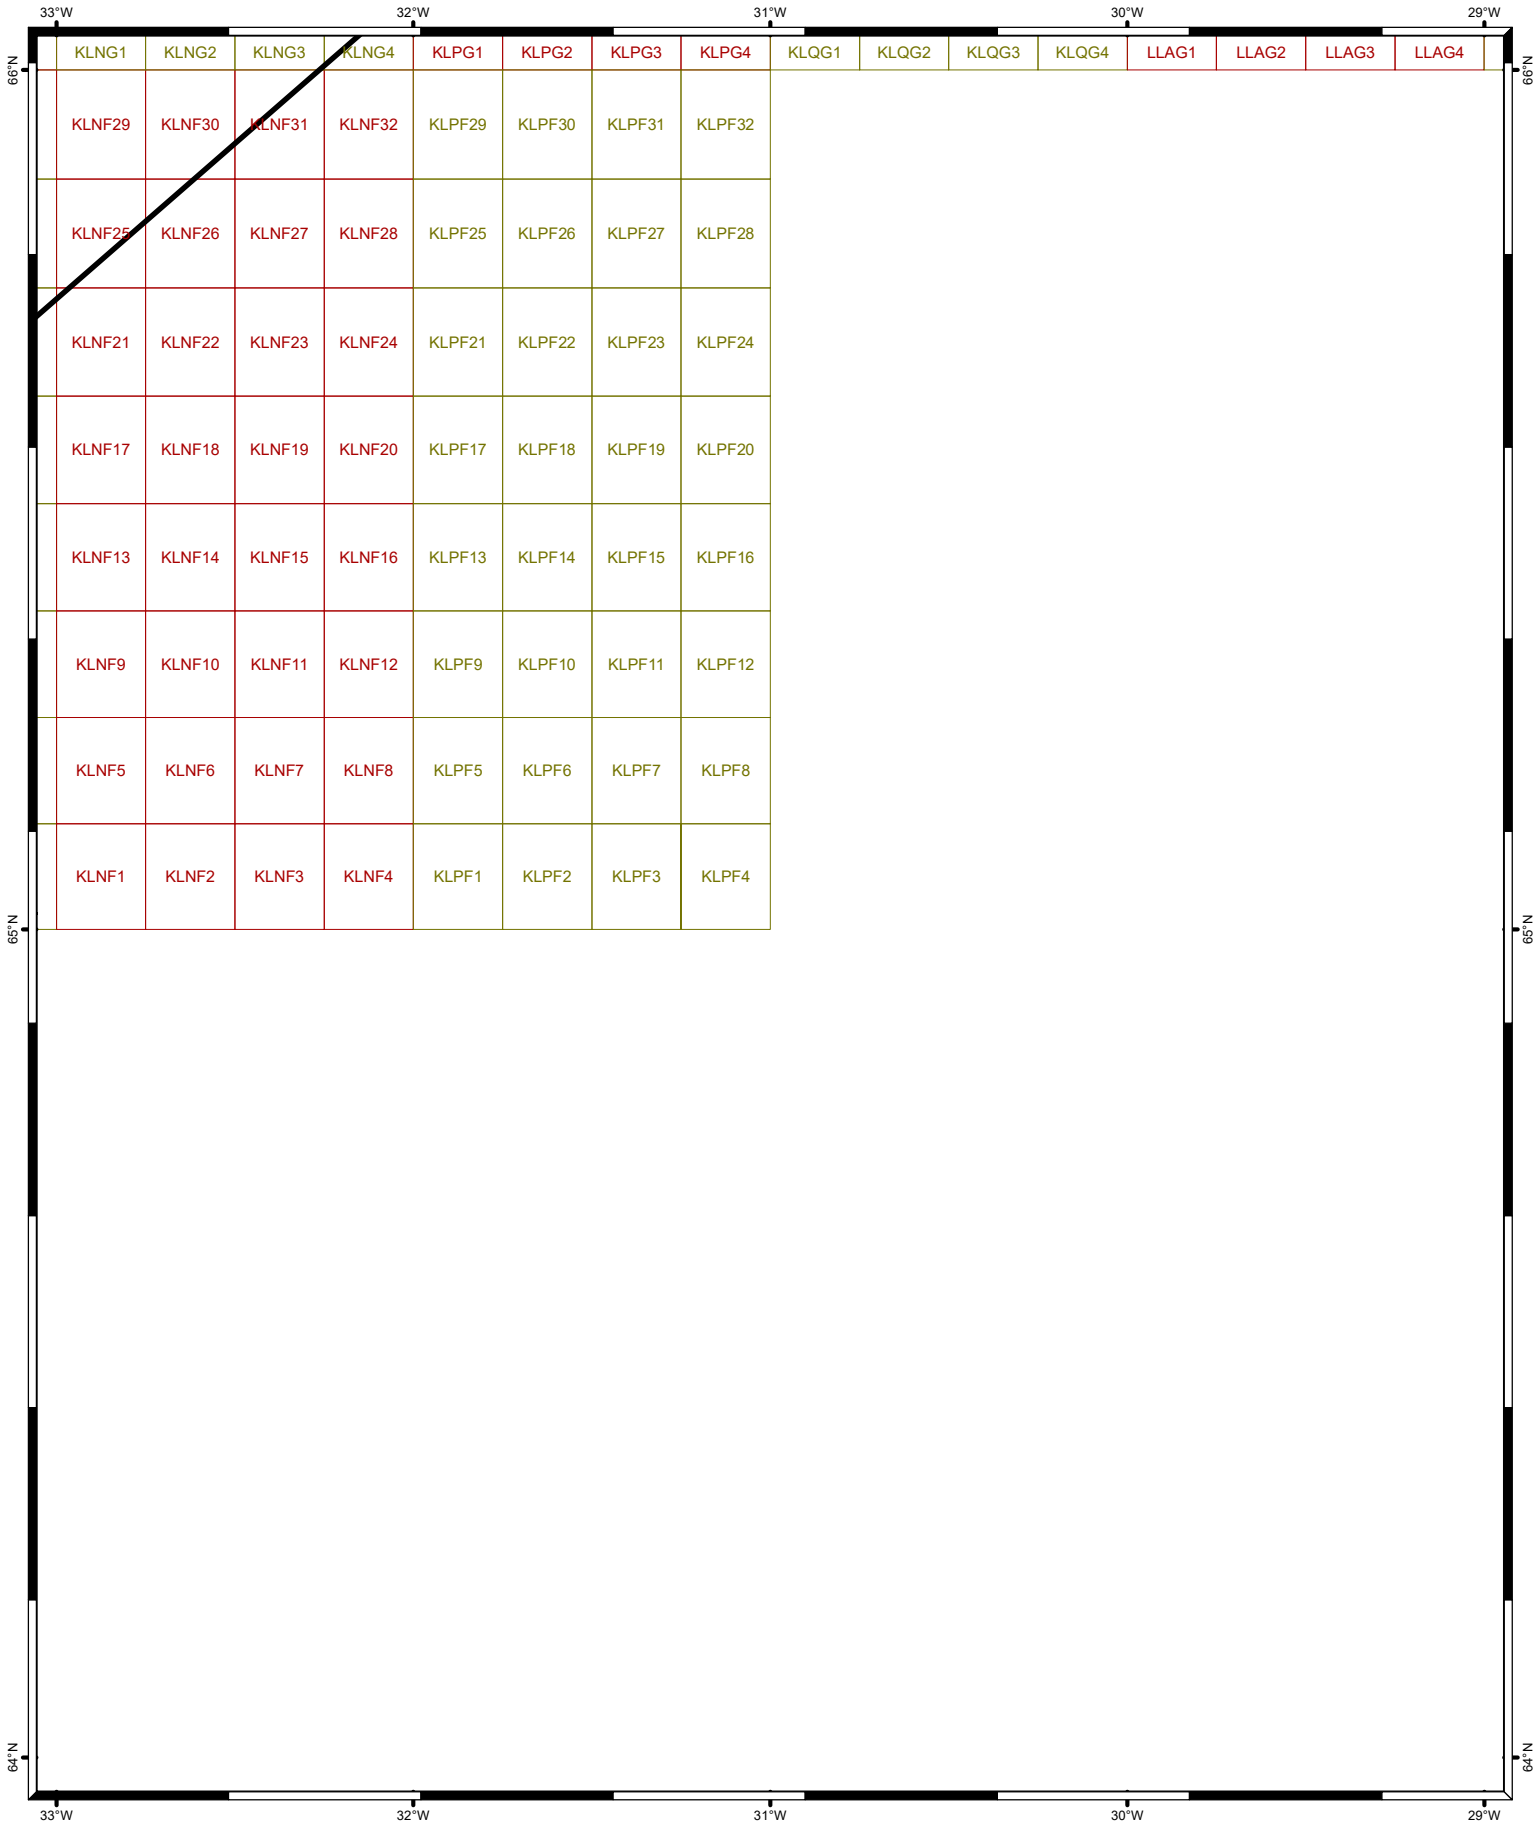 33°W 32°W 31°W 30°W 29°W
KLNG1 KLNG2 KLNG3 KLNG4 KLPG1 KLPG2 KLPG3 KLPG4 KLQG1 KLQG2 KLQG3 KLQG4 LLAG1 LLAG2 LLAG3 LLAG4
66°N 66°N
KLNF29 KLNF30 KLNF31 KLNF32 KLPF29 KLPF30 KLPF31 KLPF32
KLNF25 KLNF26 KLNF27 KLNF28 KLPF25 KLPF26 KLPF27 KLPF28
KLNF21 KLNF22 KLNF23 KLNF24 KLPF21 KLPF22 KLPF23 KLPF24
KLNF17 KLNF18 KLNF19 KLNF20 KLPF17 KLPF18 KLPF19 KLPF20
KLNF13 KLNF14 KLNF15 KLNF16 KLPF13 KLPF14 KLPF15 KLPF16
KLNF9 KLNF10 KLNF11 KLNF12 KLPF9 KLPF10 KLPF11 KLPF12
KLNF5 KLNF6 KLNF7 KLNF8 KLPF5 KLPF6 KLPF7 KLPF8
KLNF1 KLNF2 KLNF3 KLNF4 KLPF1 KLPF2 KLPF3 KLPF4
65°N 65°N
64°N 64°N
33°W 32°W 31°W 30°W 29°W